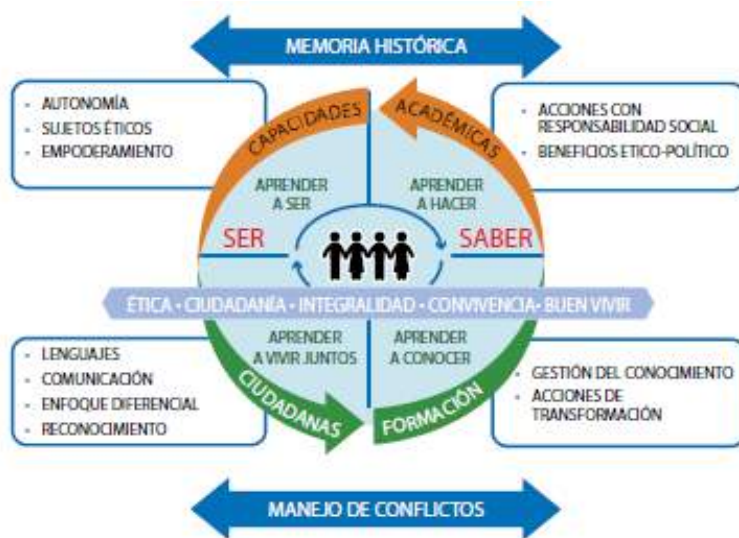 MEMORIA HISTÓRICA
• AUTONOMÍA
• SUJETOS ÉTICOS
• EMPODERAMIENTO
CAPACIDADES
ACADÉMICAS
• ACCIONES CON
RESPONSABILIDAD SOCIAL
• BENEFICIOS ETICO-POLÍTICO
APRENDER
A SER
APRENDER
A HACER
SER
SABER
ÉTICA • CIUDADANÍA • INTEGRALIDAD • CONVIVENCIA • BUEN VIVIR
APRENDER
A VIVIR JUNTOS
APRENDER
A CONOCER
• LENGUAJES
• COMUNICACIÓN
• ENFOQUE DIFERENCIAL
• RECONOCIMIENTO
CIUDADANAS
FORMACIÓN
• GESTIÓN DEL CONOCIMIENTO
• ACCIONES DE
TRANSFORMACIÓN
MANEJO DE CONFLICTOS